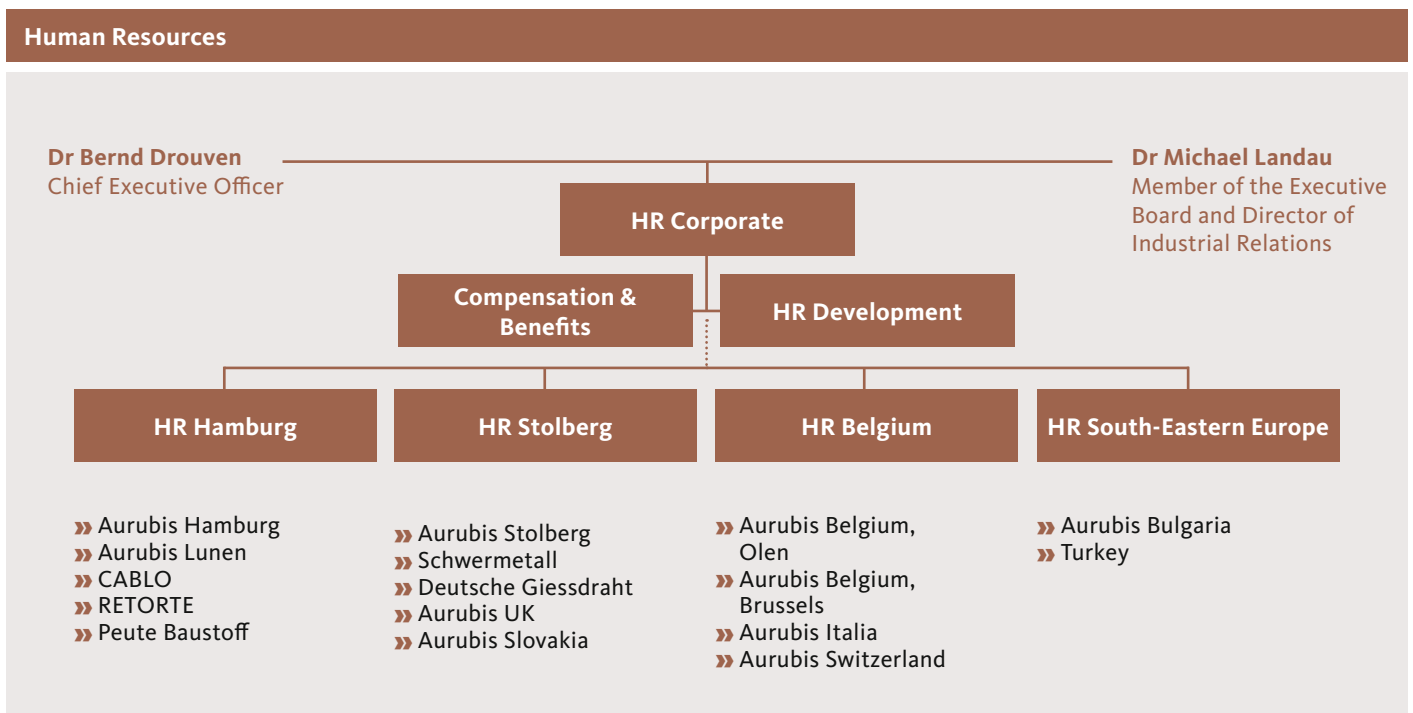 Human Resources
Dr Bernd Drouven
Chief Executive Officer
Dr Michael Landau
Member of the Executive
Board and Director of
Industrial Relations
HR Corporate
Compensation &
Benefits
HR Development
HR Hamburg
HR Stolberg
HR Belgium
HR South-Eastern Europe
» Aurubis Hamburg
» Aurubis Lunen
» CABLO
» RETORTE
» Peute Baustoff
» Aurubis Stolberg
» Schwermetall
» Deutsche Giessdraht
» Aurubis UK
» Aurubis Slovakia
» Aurubis Belgium,
Olen
» Aurubis Belgium,
Brussels
» Aurubis Italia
» Aurubis Switzerland
» Aurubis Bulgaria
» Turkey